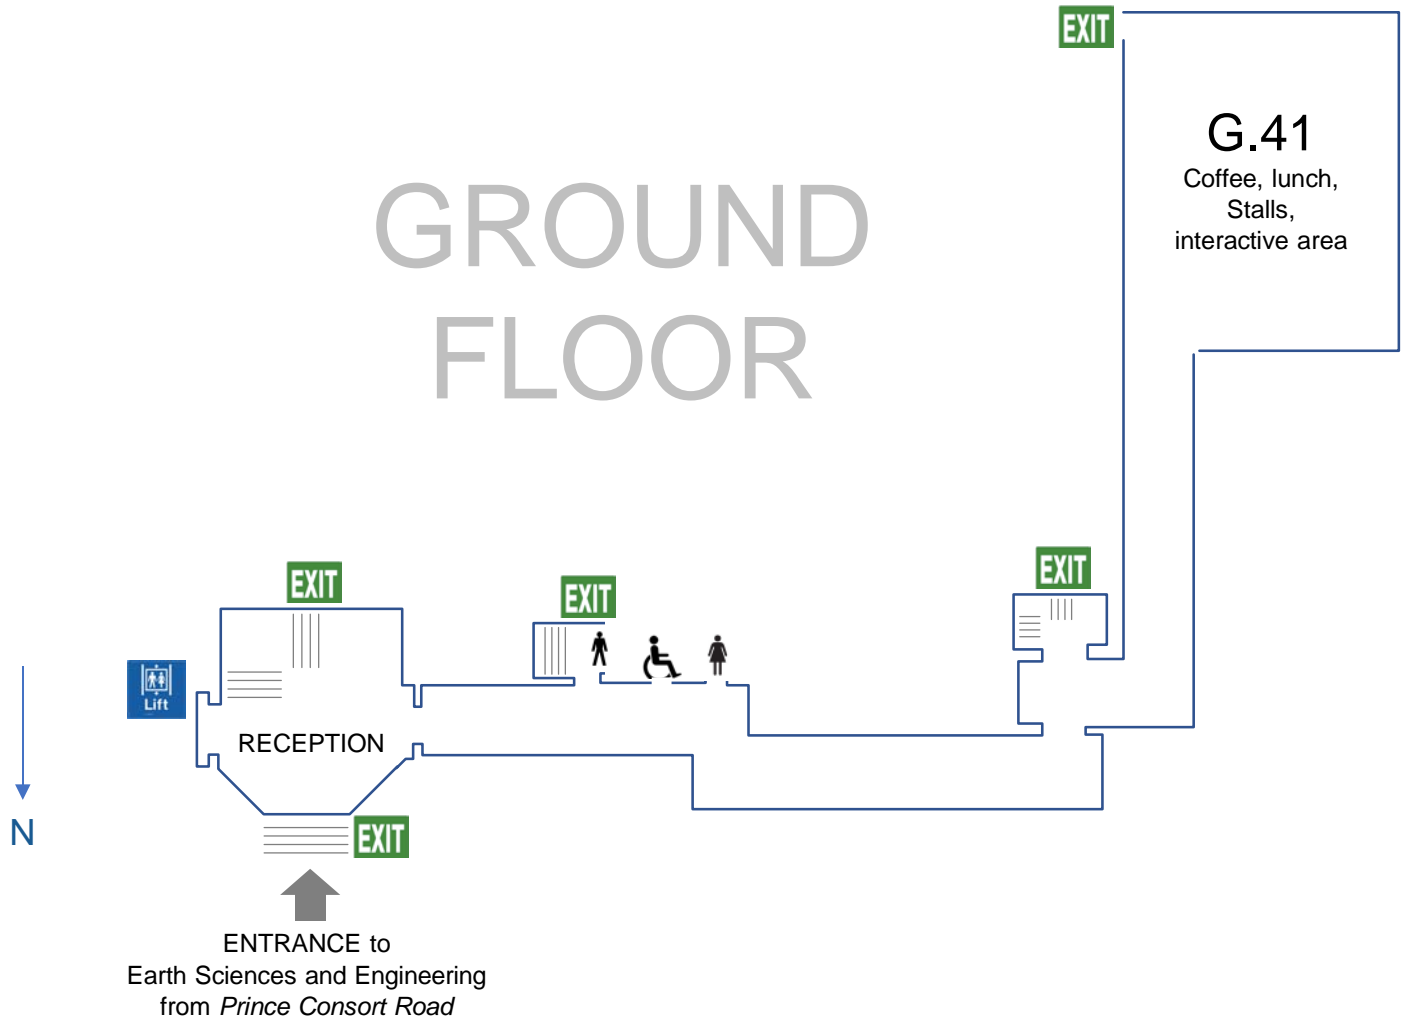 EXIT
G.41
Coffee, lunch,
Stalls,
interactive area
GROUND
FLOOR
EXIT
EXIT
EXIT
Lift
RECEPTION
N
EXIT
ENTRANCE to
Earth Sciences and Engineering
from Prince Consort Road